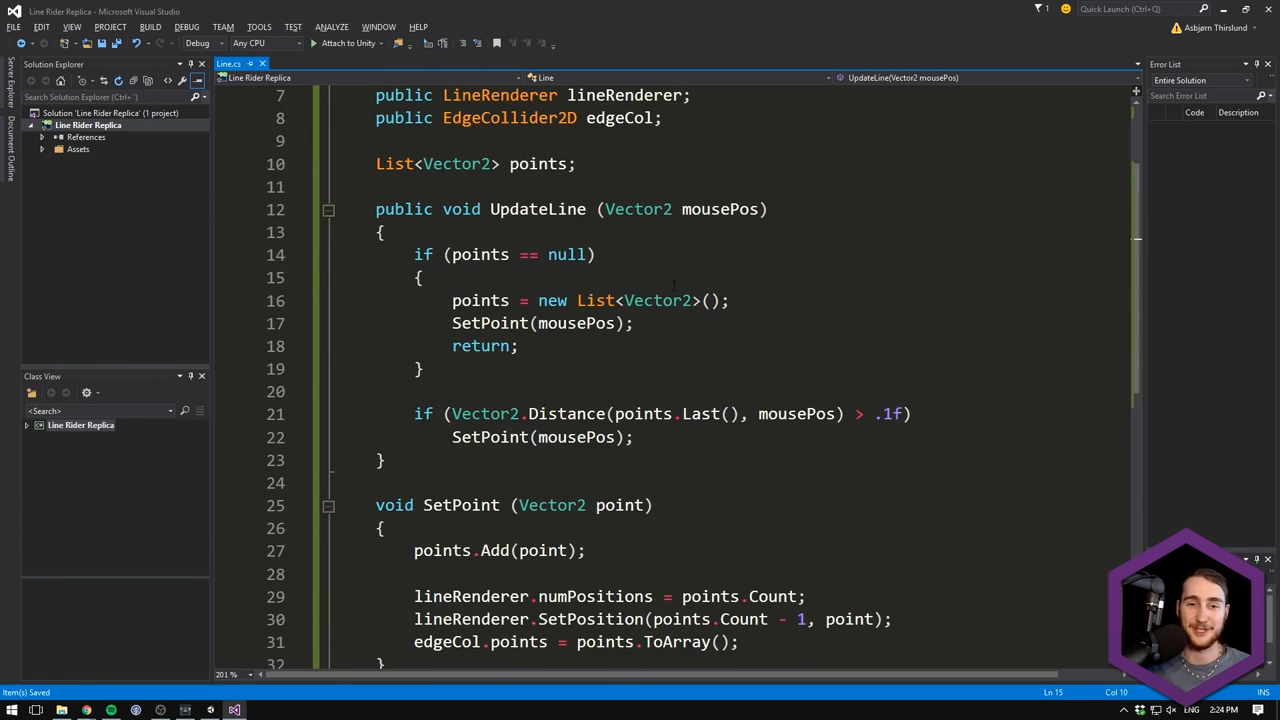 Line Rider Replica - Microsoft Visual Studio
1
Quick Launch (Ctrl+Q)
FILE EDIT VIEW PROJECT BUILD DEBUG TEAM TOOLS TEST ANALYZE WINDOW HELP
Asbjørn Thirslund
Debug Any CPU Attach to Unity
Server Explorer
Document Outline
Solution Explorer
Search Solution Explorer (Ctrl+¨)
Solution 'Line Rider Replica' (1 project)
Line Rider Replica
References
Assets
Class View
<Search>
Line Rider Replica
Line.cs
Line Rider Replica Line UpdateLine(Vector2 mousePos)
7 public LineRenderer lineRenderer;
8 public EdgeCollider2D edgeCol;
9
10 List<Vector2> points;
11
12 public void UpdateLine (Vector2 mousePos)
13 {
14 if (points == null)
15 {
16 points = new List<Vector2>();
17 SetPoint(mousePos);
18 return;
19 }
20
21 if (Vector2.Distance(points.Last(), mousePos) > .1f)
22 SetPoint(mousePos);
23 }
24
25 void SetPoint (Vector2 point)
26 {
27 points.Add(point);
28
29 lineRenderer.numPositions = points.Count;
30 lineRenderer.SetPosition(points.Count - 1, point);
31 edgeCol.points = points.ToArray();
32 }
201 %
Error List
Entire Solution
Search Error List
Code Description
Item(s) Saved Ln 15 Col 10 INS
ENG 2:24 PM